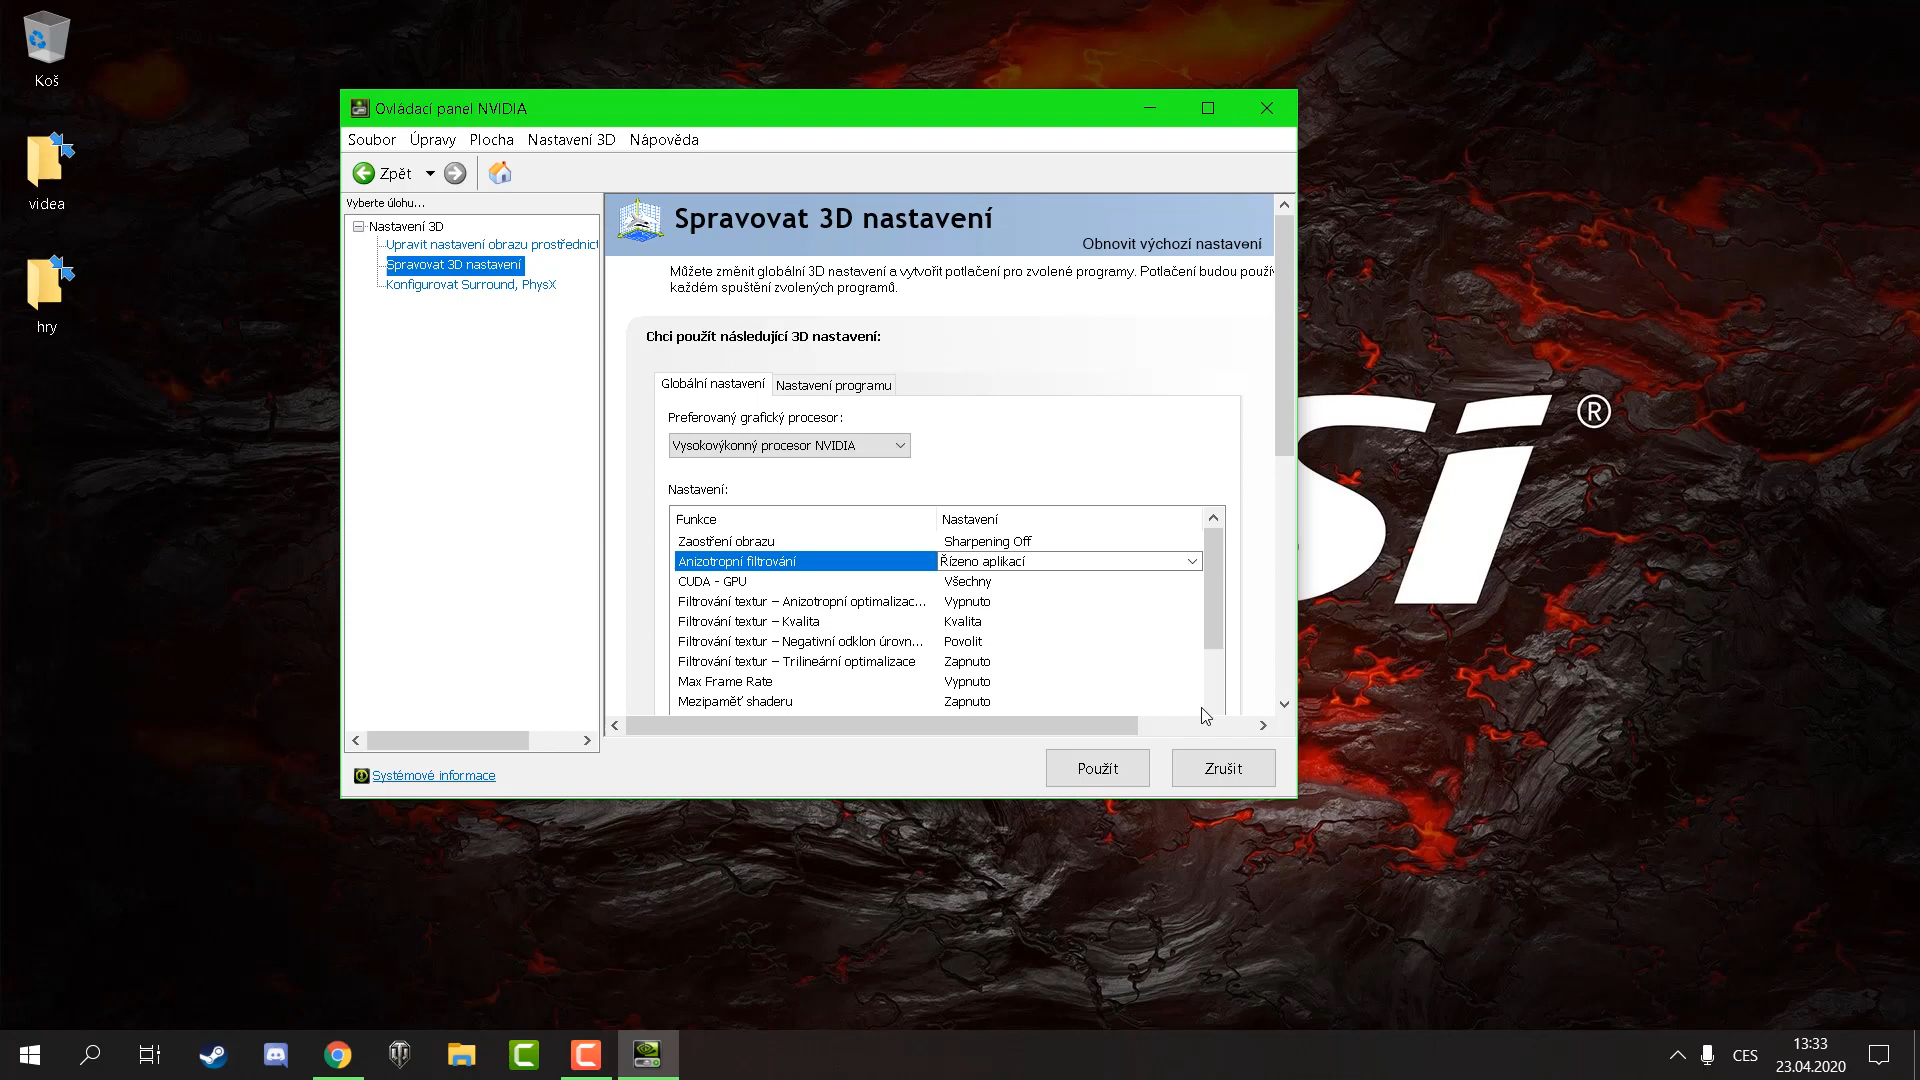 Koš
videa
hry
Ovládací panel NVIDIA
Soubor Úpravy Plocha Nastavení 3D Nápověda
Zpět
Vyberte úlohu...
Nastavení 3D
Upravit nastavení obrazu prostřednict
Spravovat 3D nastavení
Konfigurovat Surround, PhysX
Systémové informace
Spravovat 3D nastavení
Obnovit výchozí nastavení
Můžete změnit globální 3D nastavení a vytvořit potlačení pro zvolené programy. Potlačení budou použív
každém spuštění zvolených programů.
Chci použít následující 3D nastavení:
Globální nastavení Nastavení programu
Preferovaný grafický procesor:
Vysokovýkonný procesor NVIDIA
Nastavení:
Funkce Nastavení
Zaostření obrazu Sharpening Off
Anizotropní filtrování Řízeno aplikací
CUDA - GPU Všechny
Filtrování textur – Anizotropní optimalizac... Vypnuto
Filtrování textur – Kvalita Kvalita
Filtrování textur – Negativní odklon úrovn... Povolit
Filtrování textur – Trilineární optimalizace Zapnuto
Max Frame Rate Vypnuto
Mezipaměť shaderu Zapnuto
Použít Zrušit
si®
CES
13:33
23.04.2020